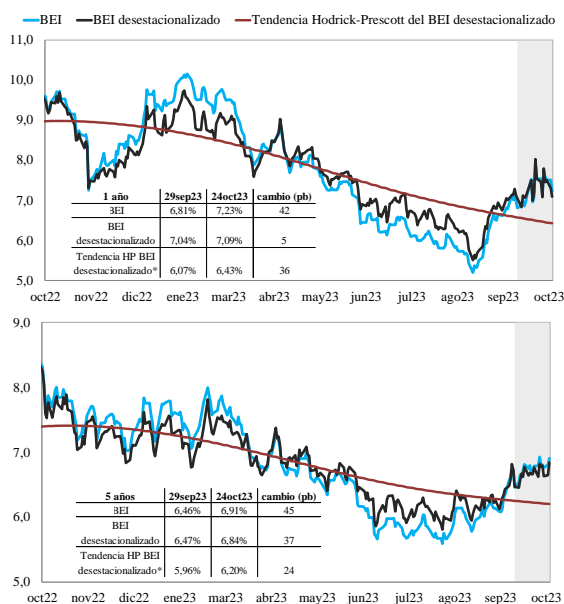 BEI BEI desestacionalizado Tendencia Hodrick-Prescott del BEI desestacionalizado
11,0
10,0
9,0
8,0
7,0
6,0
5,0
1 año 29sep23 24oct23 cambio (pb)
BEI 6,81% 7,23% 42
BEI
desestacionalizado 7,04% 7,09% 5
Tendencia HP BEI
desestacionalizado* 6,07% 6,43% 36
oct22 nov22 dic22 ene23 mar23 abr23 may23 jun23 jul23 ago23 sep23 oct23
9,0
8,0
7,0
6,0
5,0
5 años 29sep23 24oct23 cambio (pb)
BEI 6,46% 6,91% 45
BEI
desestacionalizado 6,47% 6,84% 37
Tendencia HP BEI
desestacionalizado* 5,96% 6,20% 24
oct22 nov22 dic22 ene23 mar23 abr23 may23 jun23 jul23 ago23 sep23 oct23